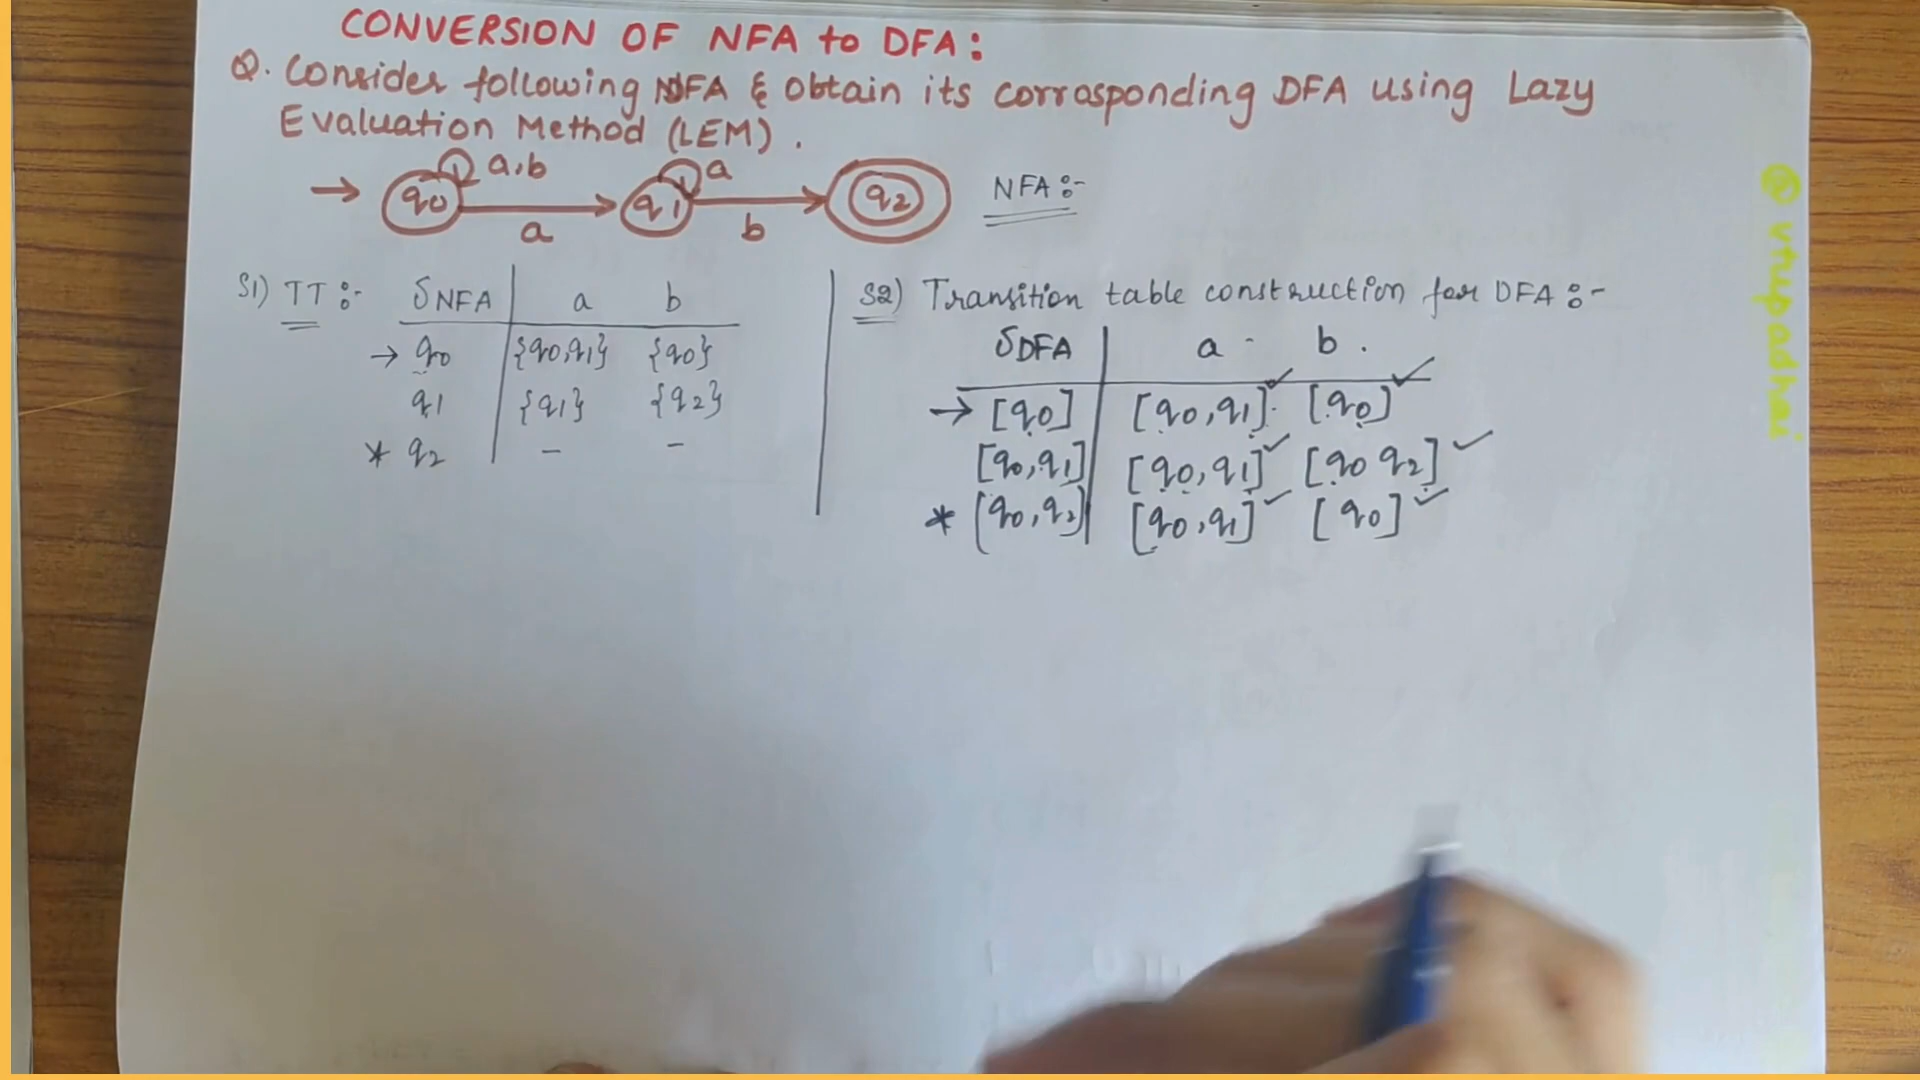 CONVERSION OF NFA to DFA:
Q. Consider following NFA & obtain its corrosponding DFA using Lazy
Evaluation Method (LEM).
a,b
a
→ q0
q1
q2
a
b
NFA:-
S1) TT :-
δNFA a b
→ q0 {q0,q1} {q0}
q1 {q1} {q2}
* q2 - -
S2) Transition table construction for DFA :-
δDFA a b
→ [q0] [q0,q1] ✓ [q0] ✓
[q0,q1] [q0,q1] ✓ [q0 q2] ✓
* [q0,q2] [q0,q1] ✓ [q0] ✓
@ vtupadhai